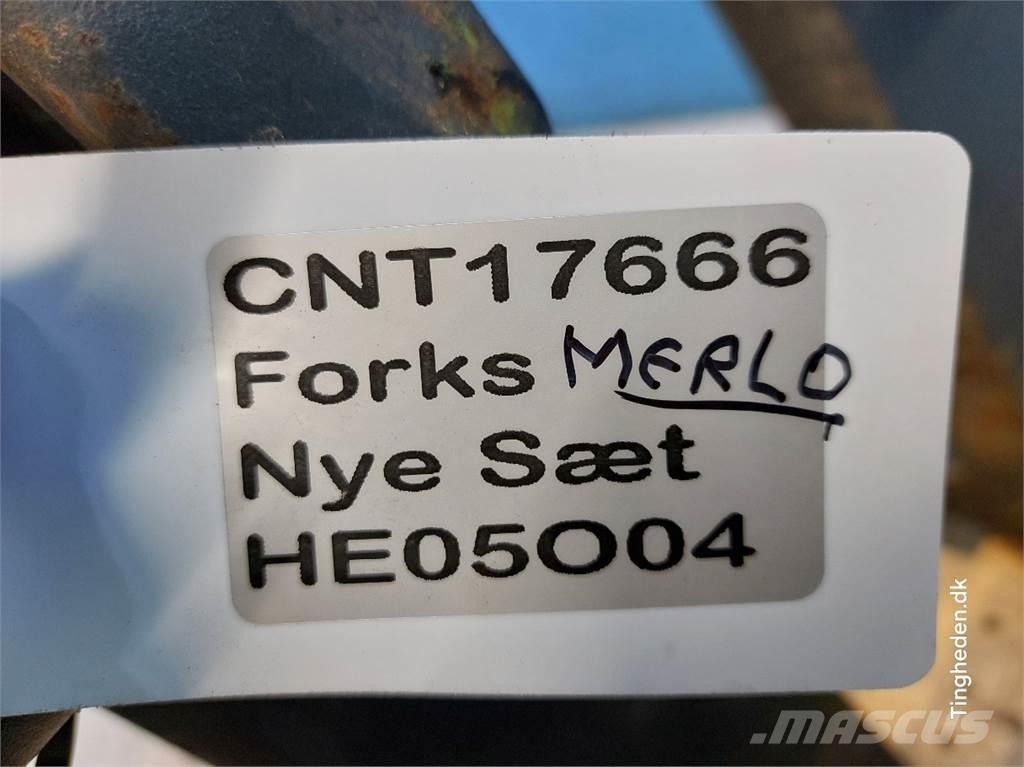 CNT17666
Forks MERLO
Nye Sæt
HE05O04
Tingheden.dk
MASCUS